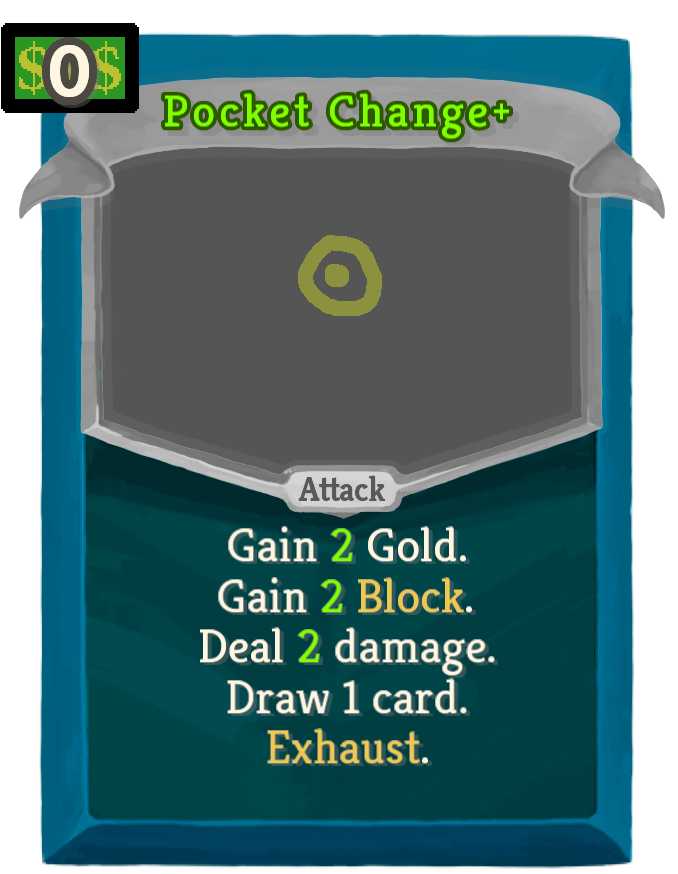 $0$
Pocket Change+
Attack
Gain 2 Gold.
Gain 2 Block.
Deal 2 damage.
Draw 1 card.
Exhaust.